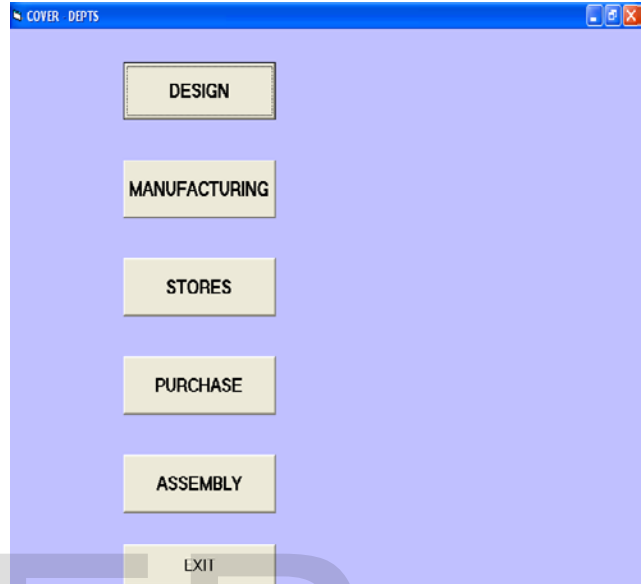 COVER DEPTS
DESIGN
MANUFACTURING
STORES
PURCHASE
ASSEMBLY
EXIT